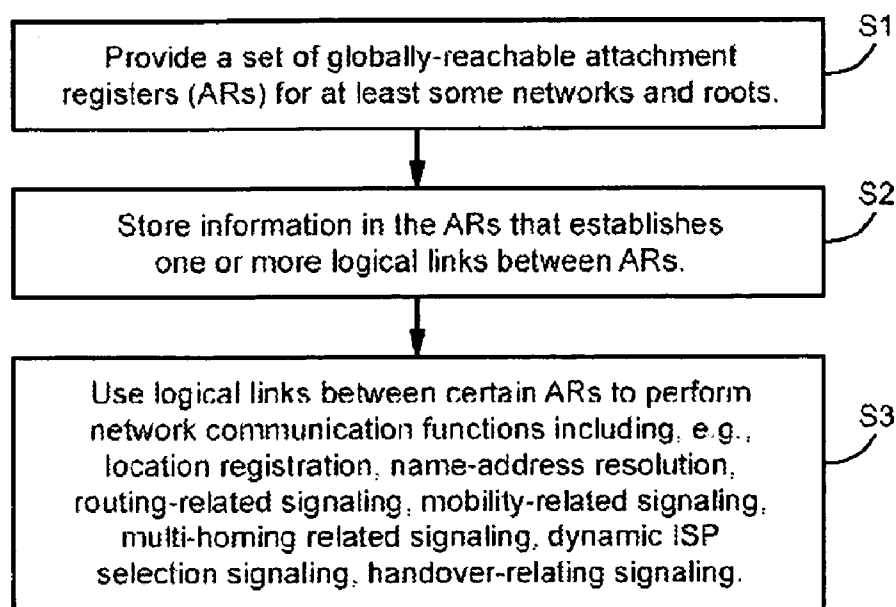 S1
Provide a set of globally-reachable attachment
registers (ARs) for at least some networks and roots.
S2
Store information in the ARs that establishes
one or more logical links between ARs.
S3
Use logical links between certain ARs to perform
network communication functions including, e.g.,
location registration, name-address resolution,
routing-related signaling, mobility-related signaling,
multi-homing related signaling, dynamic ISP
selection signaling, handover-relating signaling.